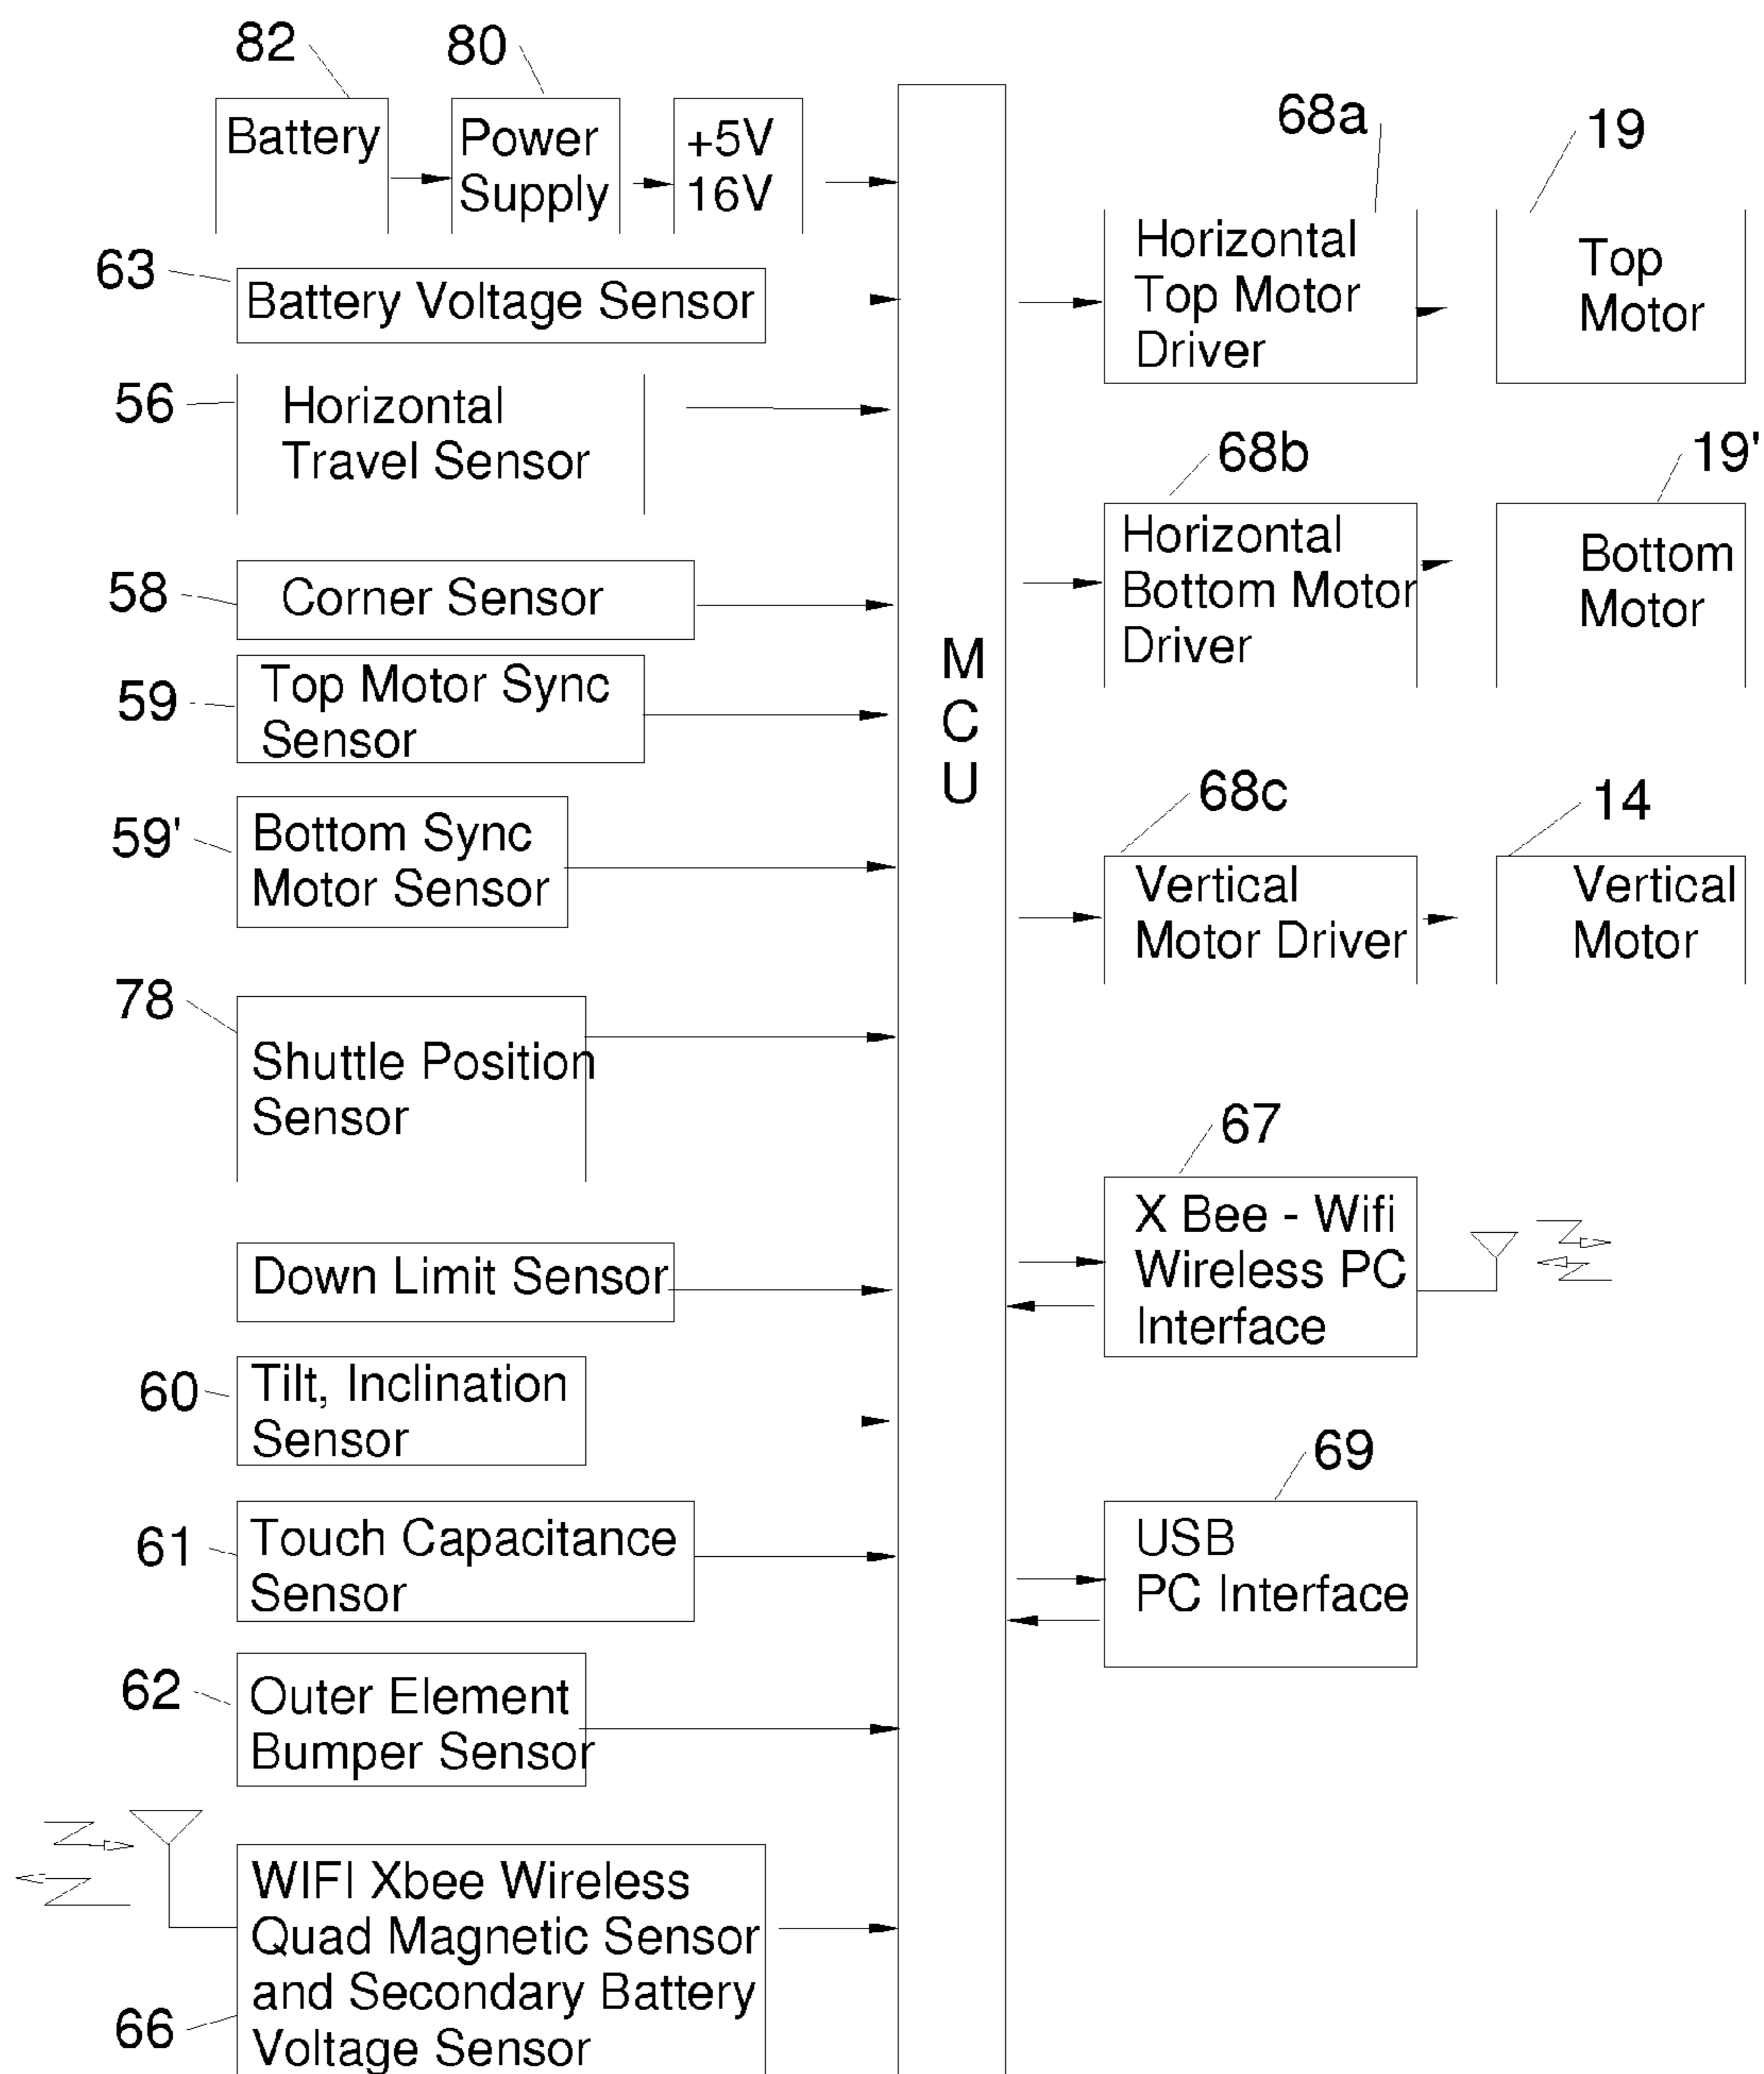 82
80
Battery
Power
Supply
+5V
16V
63
Battery Voltage Sensor
56
Horizontal
Travel Sensor
58
Corner Sensor
59
Top Motor Sync
Sensor
59'
Bottom Sync
Motor Sensor
78
Shuttle Position
Sensor
Down Limit Sensor
60
Tilt, Inclination
Sensor
61
Touch Capacitance
Sensor
62
Outer Element
Bumper Sensor
66
WIFI Xbee Wireless
Quad Magnetic Sensor
and Secondary Battery
Voltage Sensor
M
C
U
68a
Horizontal
Top Motor
Driver
19
Top
Motor
68b
Horizontal
Bottom Motor
Driver
19'
Bottom
Motor
68c
Vertical
Motor Driver
14
Vertical
Motor
67
X Bee - Wifi
Wireless PC
Interface
69
USB
PC Interface